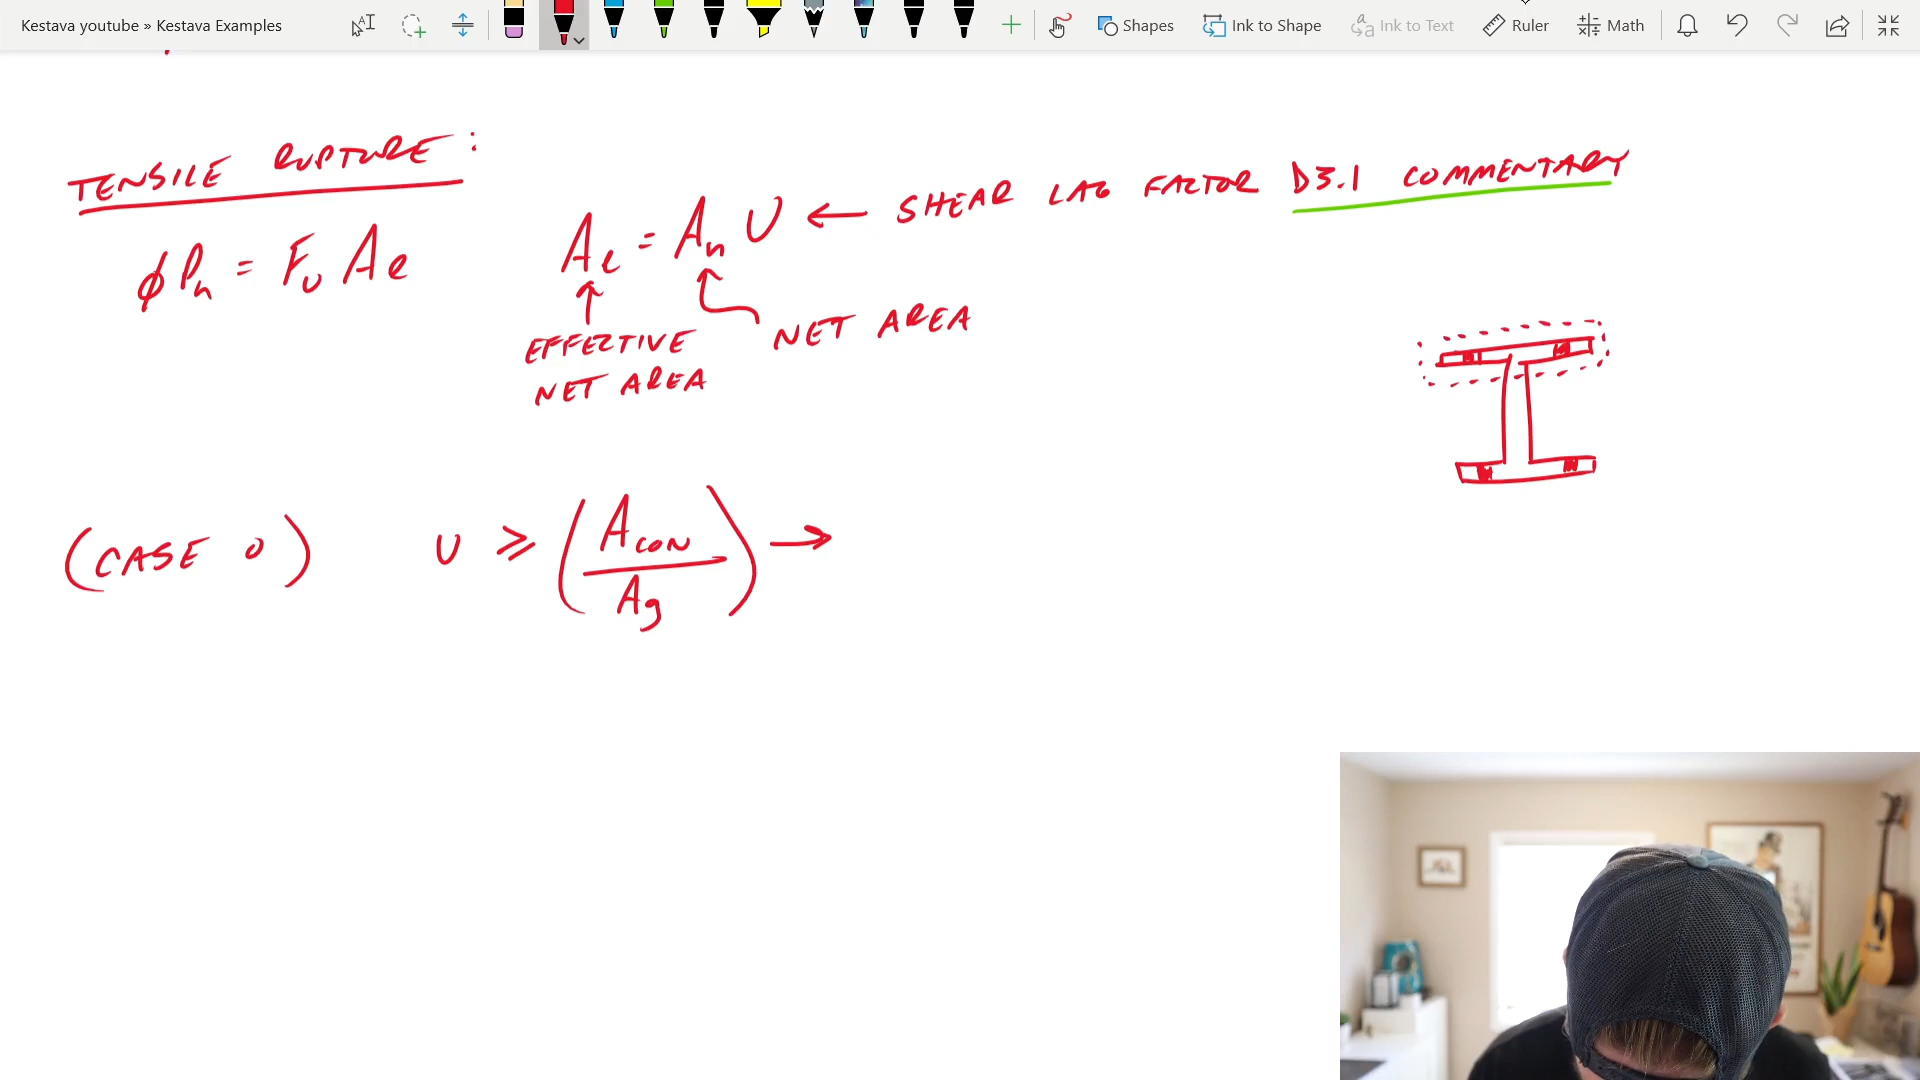 Kestava youtube » Kestava Examples
Shapes
Ink to Shape
Ink to Text
Ruler
Math
TENSILE RUPTURE:
ϕPn = Fu Ae
Ae = An U ← SHEAR LAG FACTOR D3.1 COMMENTARY
EFFECTIVE NET AREA
NET AREA
(CASE 0) U ≥ (Acon / Ag) →